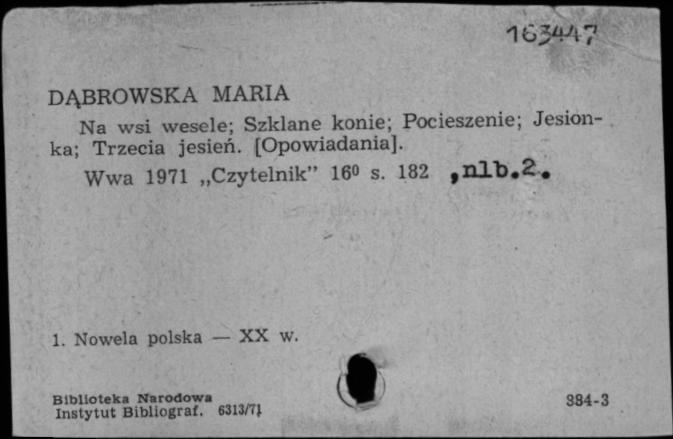 163447
DĄBROWSKA MARIA
Na wsi wesele; Szklane konie; Pocieszenie; Jesion-
ka; Trzecia jesień. [Opowiadania].
Wwa 1971 „Czytelnik” 16⁰ s. 182 ,nlb.2.
1. Nowela polska — XX w.
Biblioteka Narodowa
Instytut Bibliograf. 6313/71
384-3